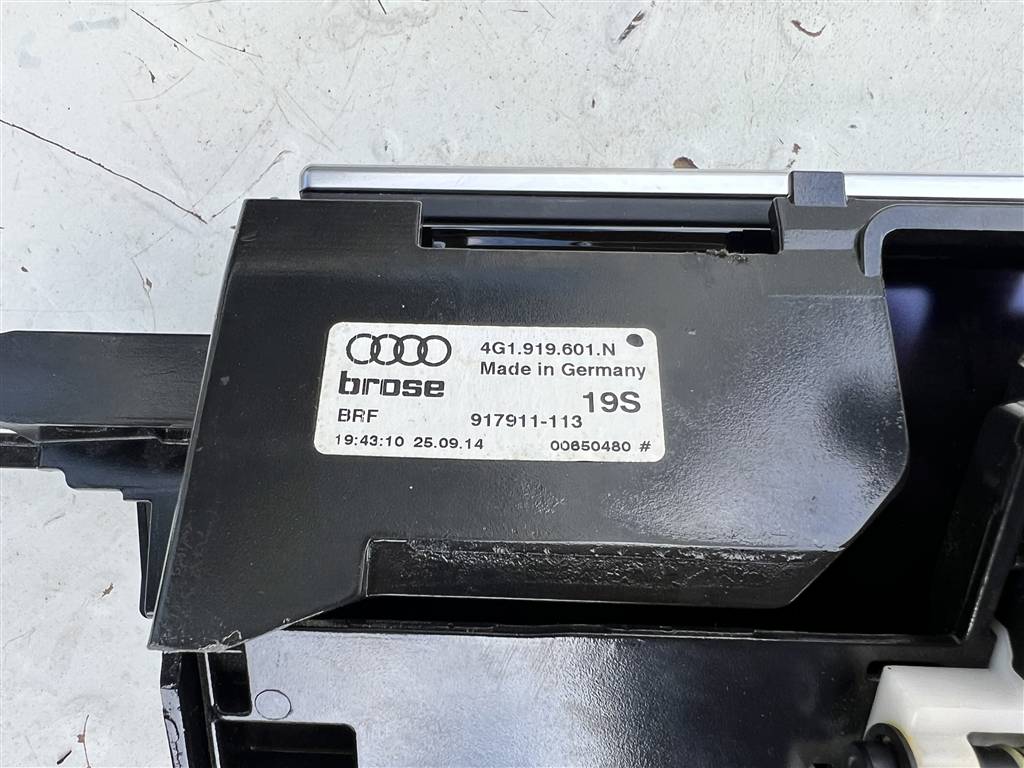 4G1.919.601.N
Made in Germany
brose
19S
BRF 917911-113
19:43:10 25.09.14 00650480 #